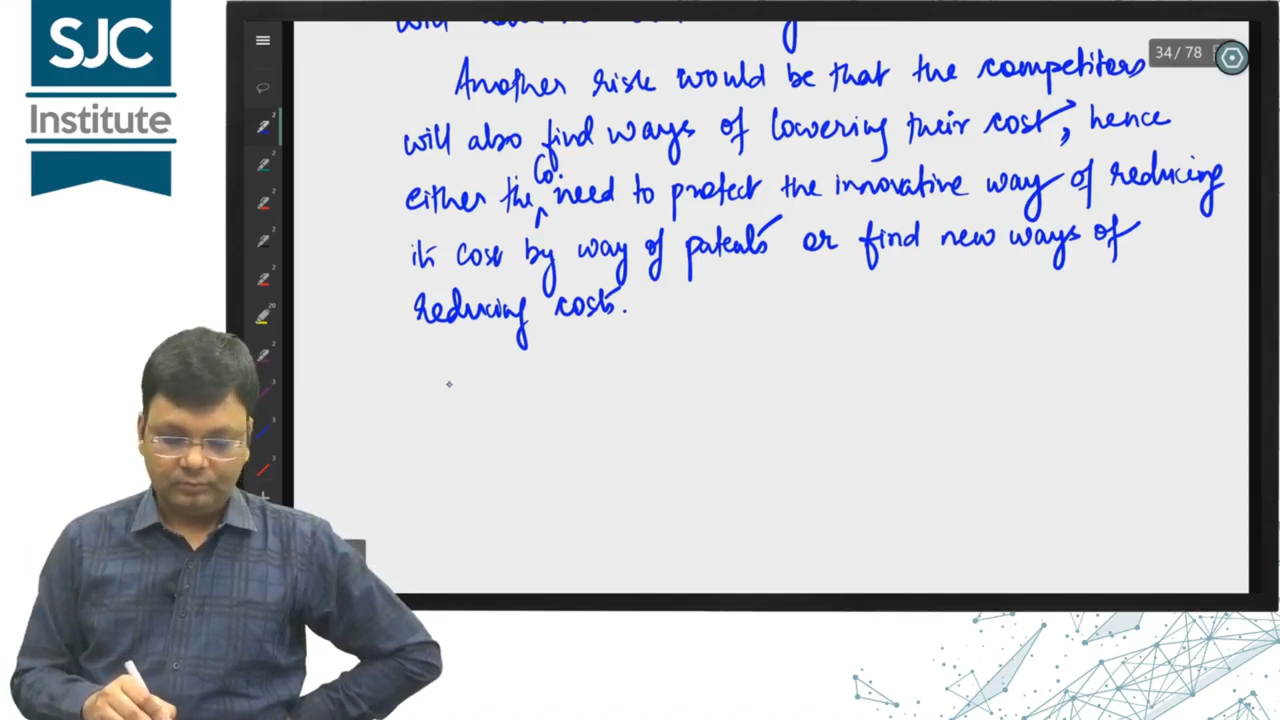 SJC
Institute
34 / 78
will
Another risk would be that the competitors
will also find ways of lowering their cost, hence
Co.
either the need to protect the innovative way of reducing
its cost by way of patents or find new ways of
reducing costs.